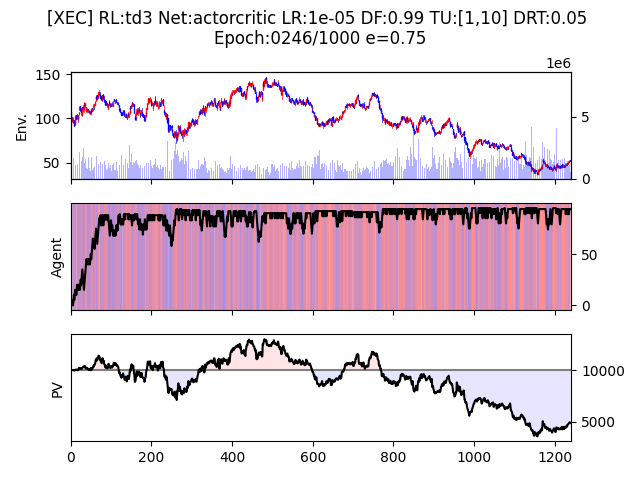 [XEC] RL:td3 Net:actorcritic LR:1e-05 DF:0.99 TU:[1,10] DRT:0.05
Epoch:0246/1000 e=0.75
1e6
150
100
50
Env.
5
0
Agent
50
0
PV
10000
5000
0 200 400 600 800 1000 1200